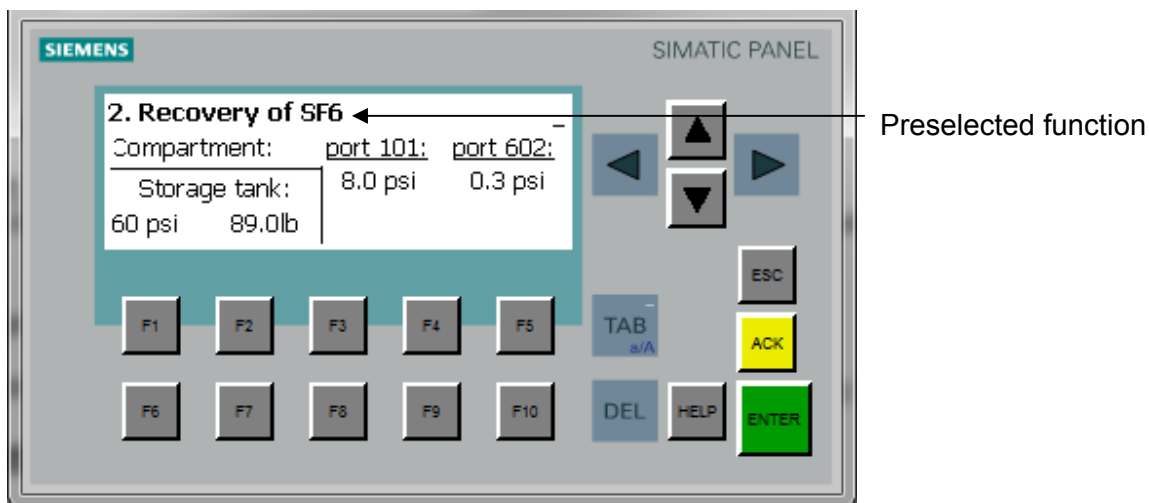 SIEMENS
SIMATIC PANEL
2. Recovery of SF6
_
Preselected function
Compartment: port 101: port 602:
Storage tank: 8.0 psi 0.3 psi
60 psi 89.0lb
ESC
F1 F2 F3 F4 F5
TAB
a/A
ACK
F6 F7 F8 F9 F10
DEL
HELP
ENTER